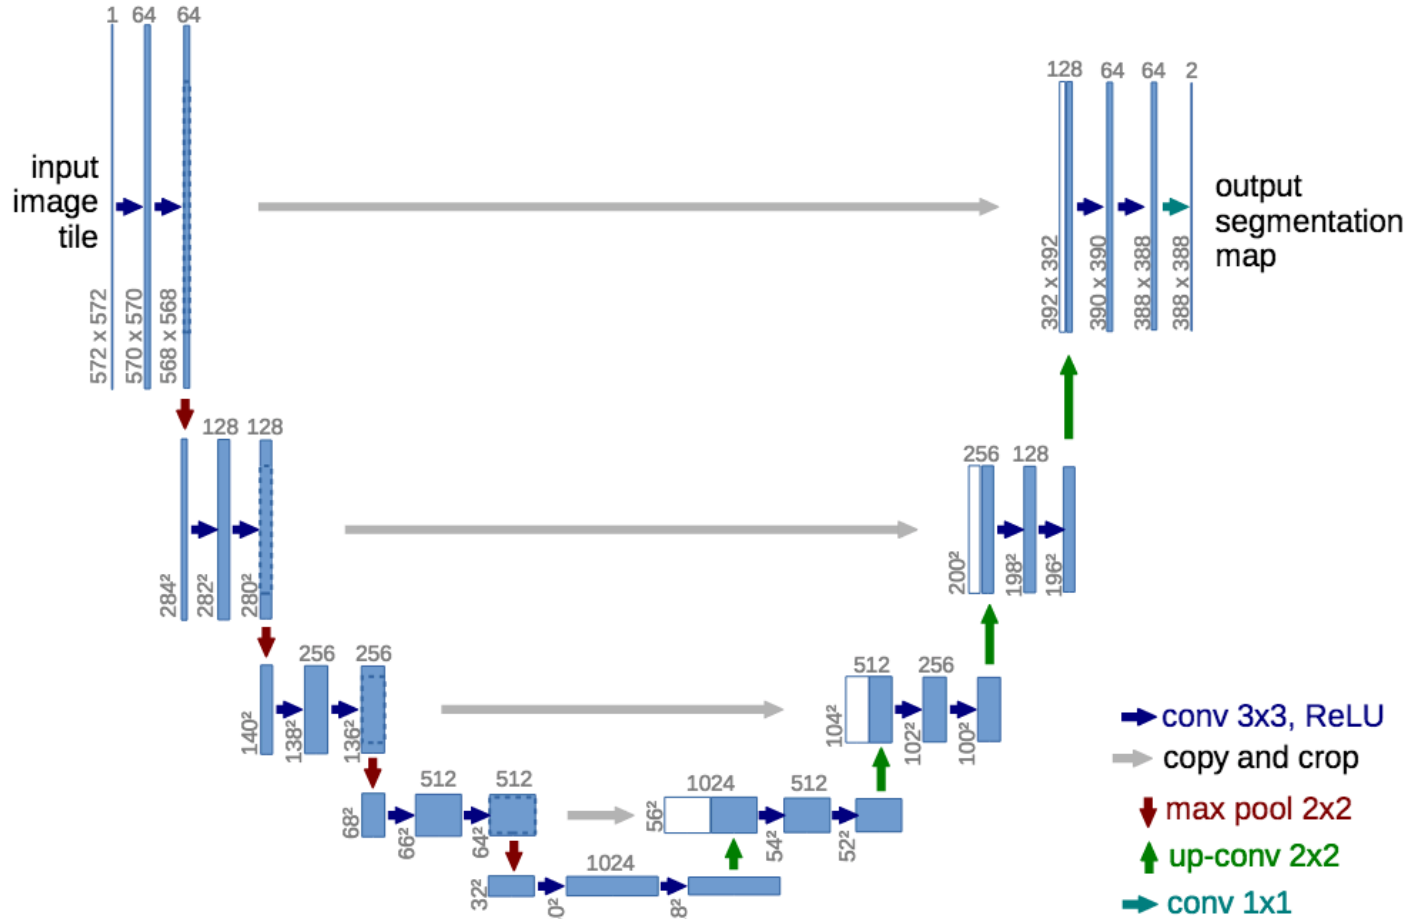 1 64 64
input
image
tile
572 x 572
570 x 570
568 x 568
128 64 64 2
output
segmentation
map
392 x 392
390 x 390
388 x 388
388 x 388
128 128
284²
282²
280²
256 128
200²
198²
196²
256 256
140²
138²
136²
512 256
104²
102²
100²
512 512
68²
66²
64²
1024 512
56²
54²
52²
1024
32²
0²
8²
conv 3x3, ReLU
copy and crop
max pool 2x2
up-conv 2x2
conv 1x1